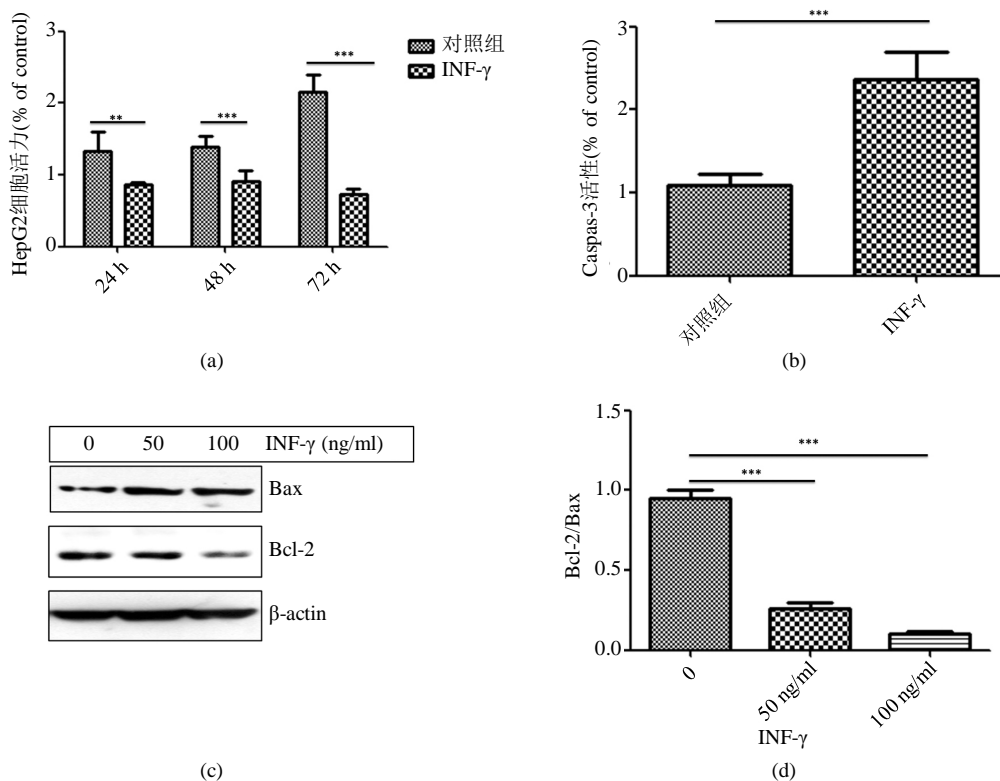 HepG2细胞活力(% of control)
3
2
1
0
**
***
***
24 h
48 h
72 h
对照组
INF-γ
(a)
Caspas-3活性(% of control)
3
2
1
0
***
对照组
INF-γ
(b)
0 50 100 INF-γ (ng/ml)
Bax
Bcl-2
β-actin
(c)
Bcl-2/Bax
1.5
1.0
0.5
0.0
***
***
0
50 ng/ml
100 ng/ml
INF-γ
(d)